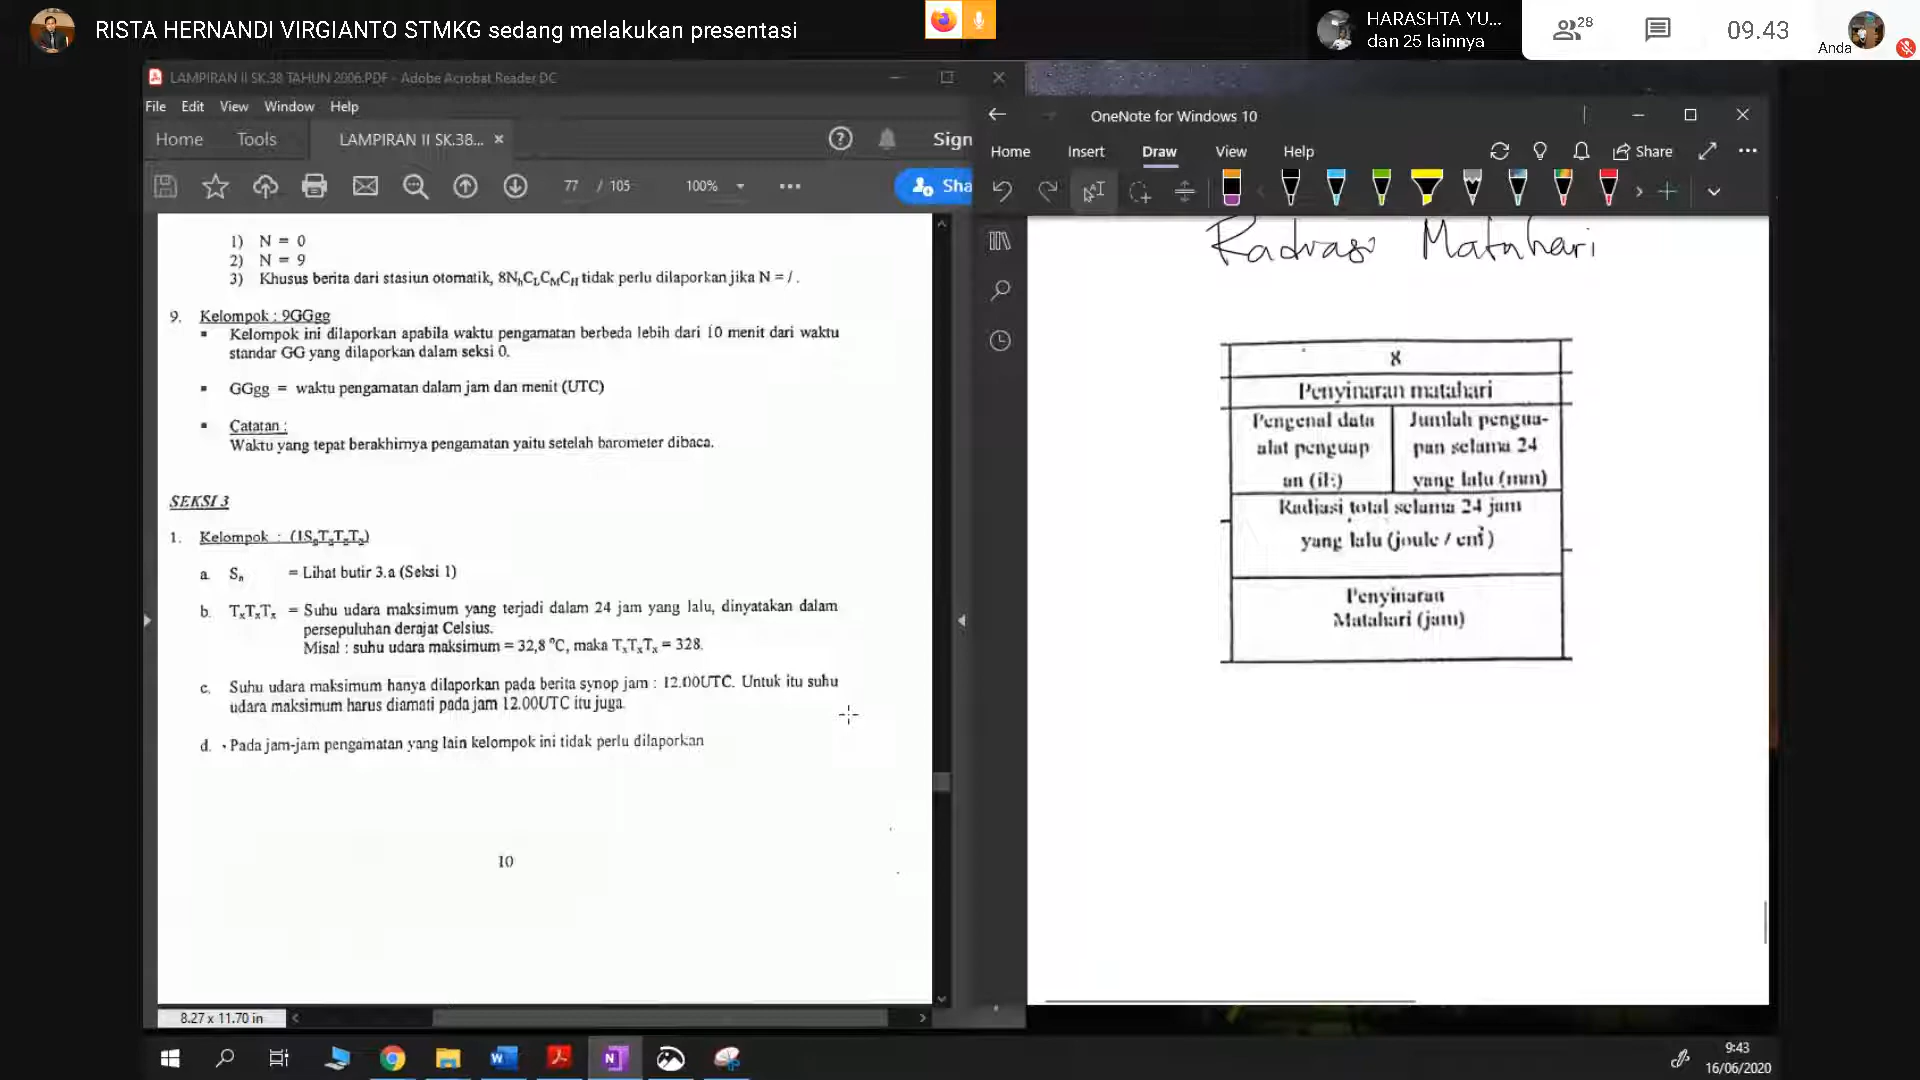 RISTA HERNANDI VIRGIANTO STMKG sedang melakukan presentasi
HARASHTA YU...
dan 25 lainnya
28
09.43
Anda
LAMPIRAN II SK.38 TAHUN 2006.PDF - Adobe Acrobat Reader DC
File Edit View Window Help
Home Tools LAMPIRAN II SK.38... × Sign
77 / 105 100% Sha
1) N = 0
2) N = 9
3) Khusus berita dari stasiun otomatik, 8NhCLCMCH tidak perlu dilaporkan jika N = / .
9. Kelompok : 9GGgg
▪ Kelompok ini dilaporkan apabila waktu pengamatan berbeda lebih dari 10 menit dari waktu
standar GG yang dilaporkan dalam seksi 0.
▪ GGgg = waktu pengamatan dalam jam dan menit (UTC)
▪ Catatan :
Waktu yang tepat berakhirnya pengamatan yaitu setelah barometer dibaca.
SEKSI 3
1. Kelompok : (1SnTxTxTx)
a. Sn = Lihat butir 3.a (Seksi 1)
b. TxTxTx = Suhu udara maksimum yang terjadi dalam 24 jam yang lalu, dinyatakan dalam
persepuluhan derajat Celsius.
Misal : suhu udara maksimum = 32,8 °C, maka TxTxTx = 328.
c. Suhu udara maksimum hanya dilaporkan pada berita synop jam : 12.00UTC. Untuk itu suhu
udara maksimum harus diamati pada jam 12.00UTC itu juga.
d. Pada jam-jam pengamatan yang lain kelompok ini tidak perlu dilaporkan
10
8.27 x 11.70 in
OneNote for Windows 10
Home Insert Draw View Help Share
Radiasi Matahari
8
Penyinaran matahari
Pengenal data
alat penguap
an (iE)
Jumlah pengua-
pan selama 24
yang lalu (mm)
Radiasi total selama 24 jam
yang lalu (joule / cm²)
Penyinaran
Matahari (jam)
9:43
16/06/2020